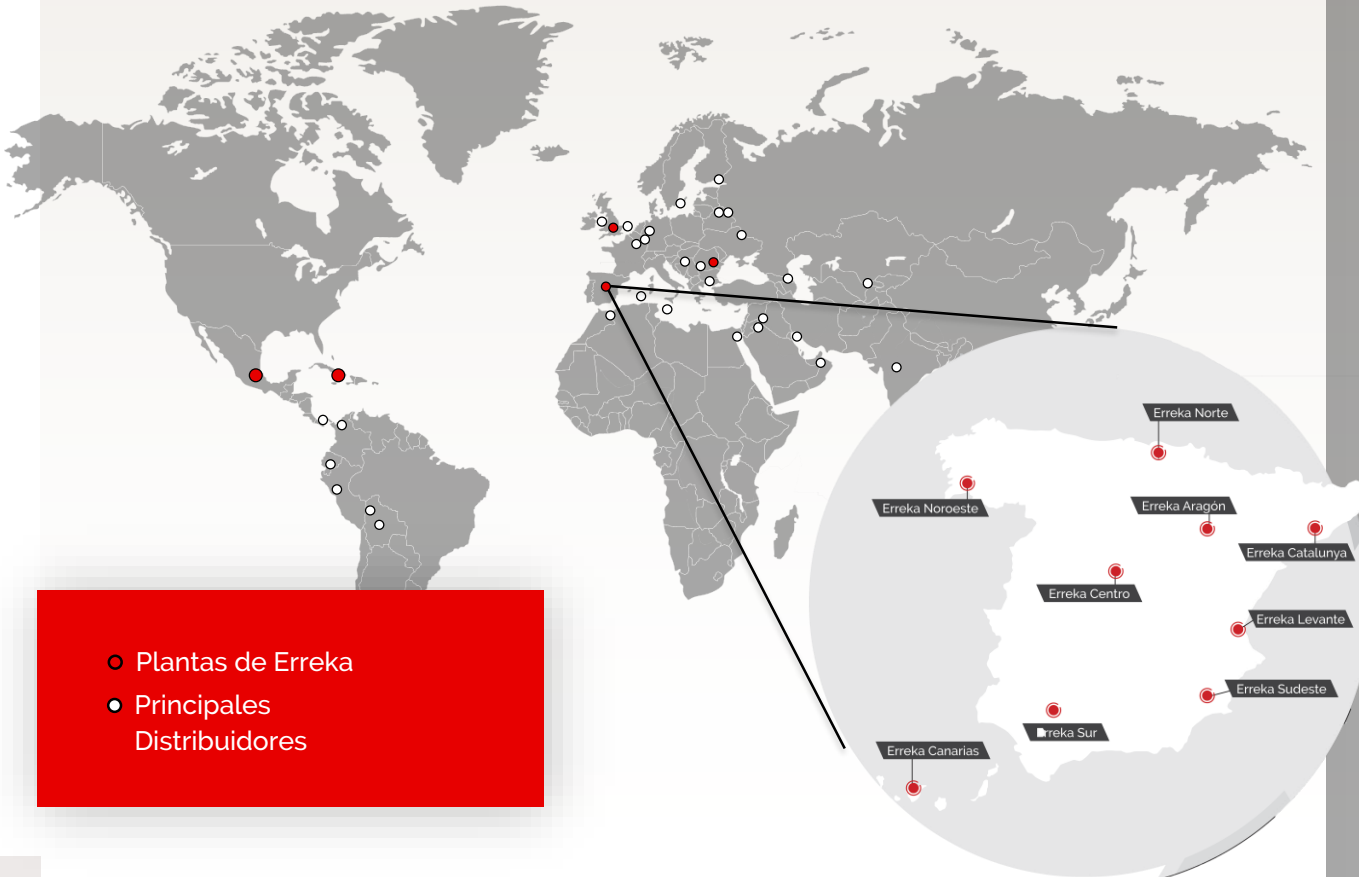 Erreka Norte
Erreka Noroeste
Erreka Aragón
Erreka Catalunya
Erreka Centro
Erreka Levante
Erreka Sudeste
Erreka Sur
Erreka Canarias
Plantas de Erreka
Principales
Distribuidores